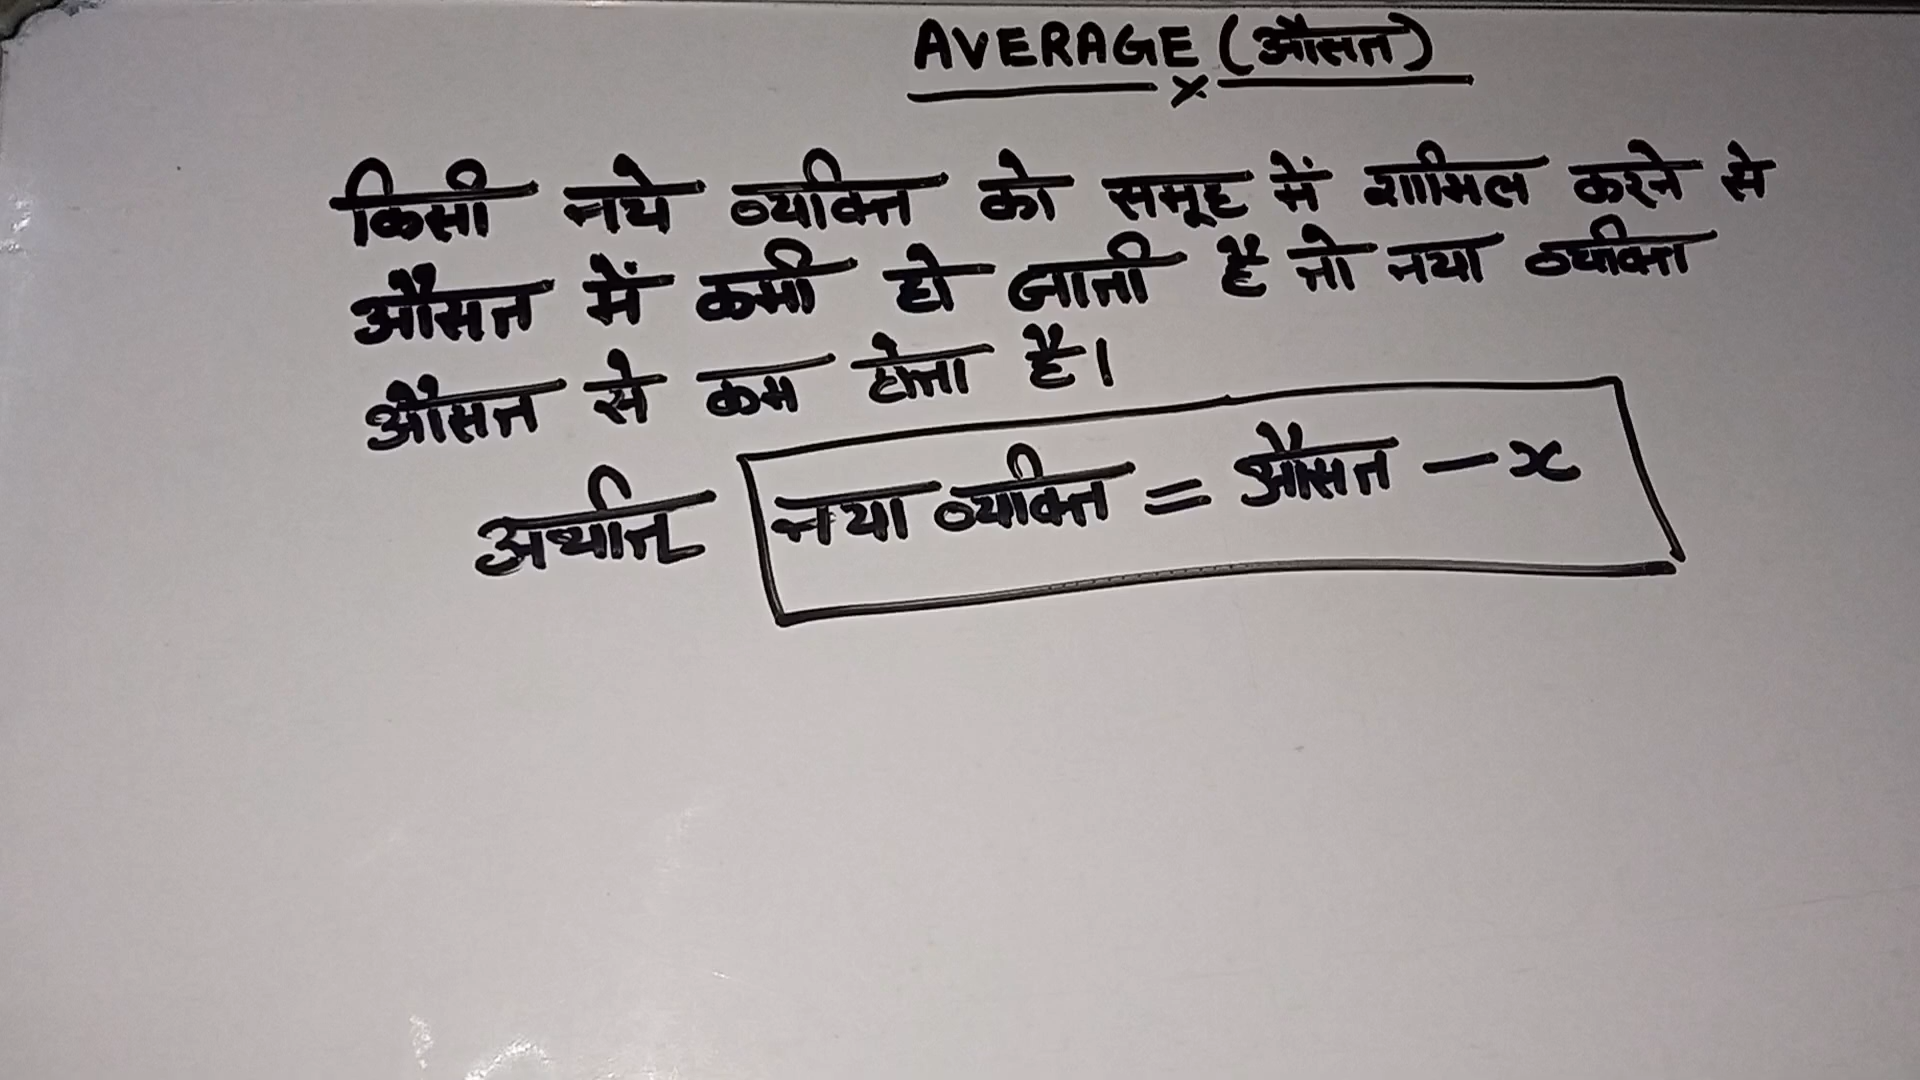 AVERAGE (औसत)
x
किसी नये व्यक्ति को समूह में शामिल करने से
औसत में कमी हो जाती है तो नया व्यक्ति
औसत से कम होता है।
अर्थात् नया व्यक्ति = औसत - x